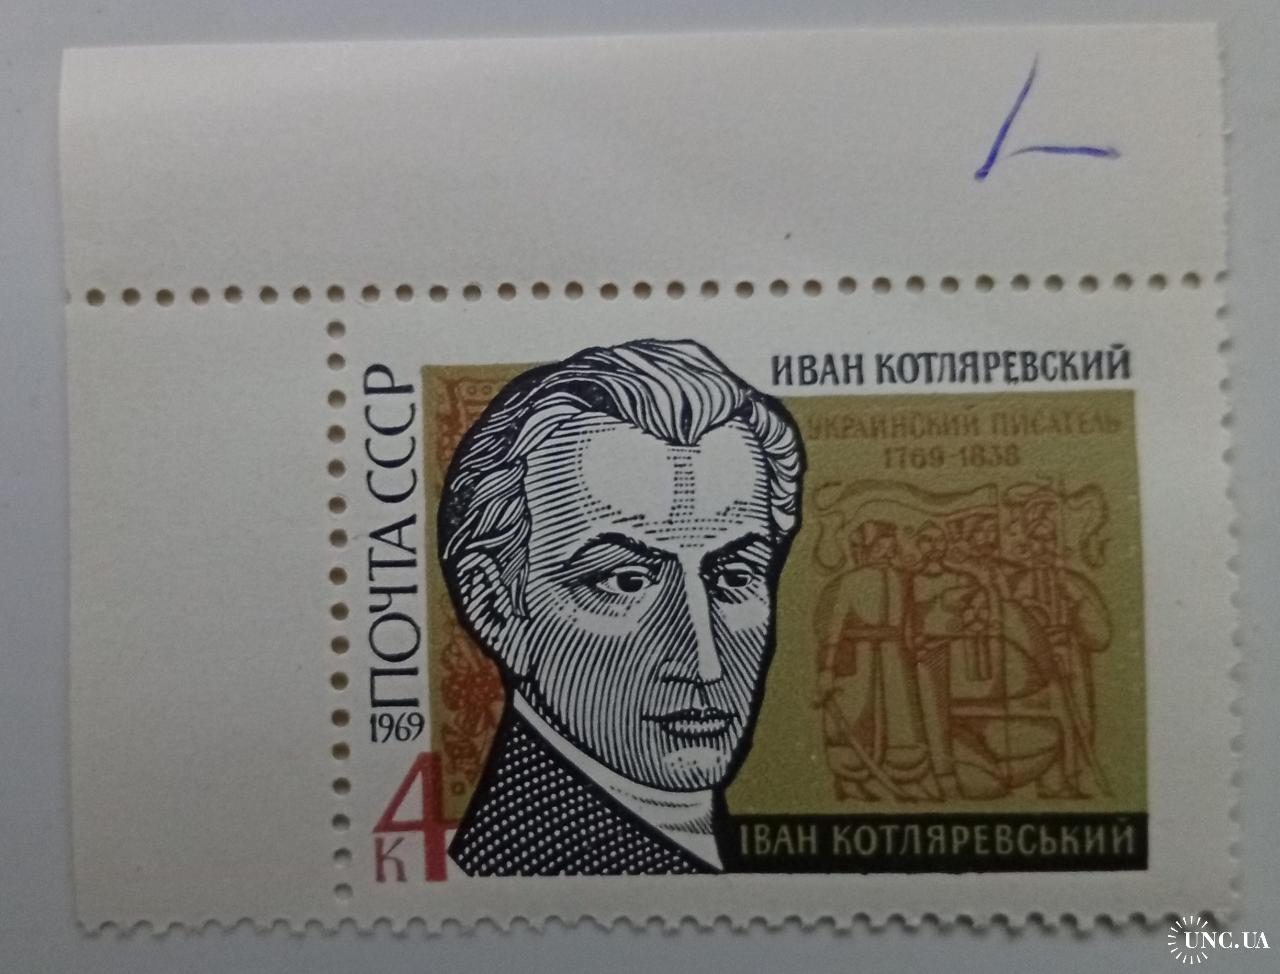 ИВАН КОТЛЯРЕВСКИЙ
УКРАИНСКИЙ ПИСАТЕЛЬ
1769-1838
ПОЧТА СССР
1969
4
К
ІВАН КОТЛЯРЕВСЬКИЙ
UNC.UA